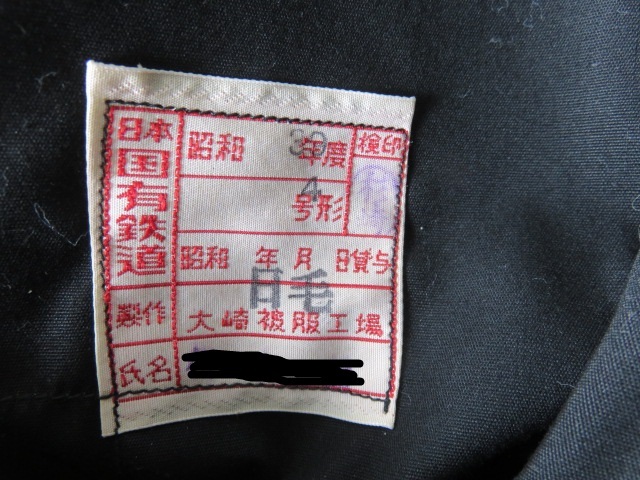 日本国有鉄道
昭和 39 年度
検印
4 号形
昭和 年 月 日貸与
日毛
製作 大崎被服工場
氏名